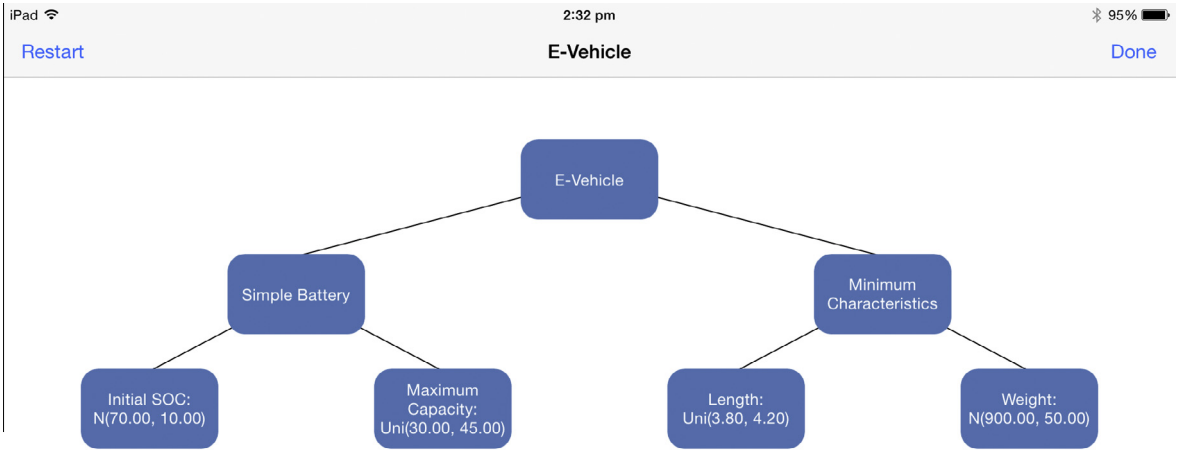 iPad 2:32 pm 95%
Restart E-Vehicle Done
E-Vehicle
Simple Battery
Minimum
Characteristics
Initial SOC:
N(70.00, 10.00)
Maximum
Capacity:
Uni(30.00, 45.00)
Length:
Uni(3.80, 4.20)
Weight:
N(900.00, 50.00)